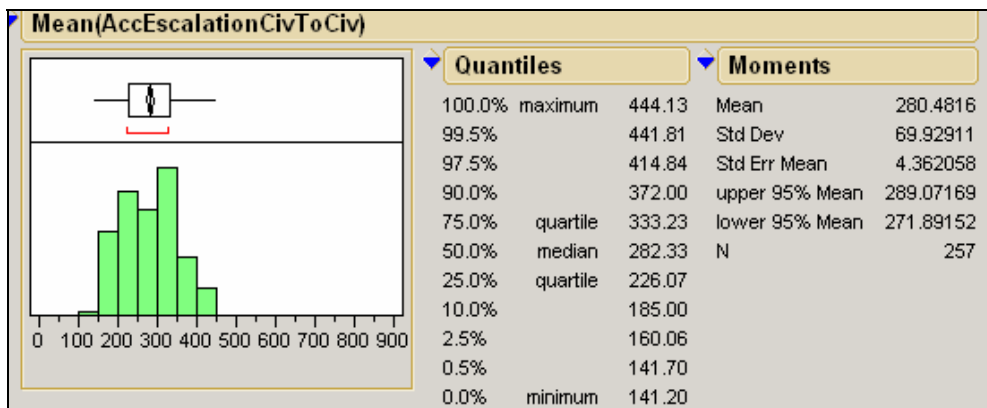 Mean(AccEscalationCivToCiv)
0 100 200 300 400 500 600 700 800 900
Quantiles
100.0% maximum 444.13
99.5% 441.81
97.5% 414.84
90.0% 372.00
75.0% quartile 333.23
50.0% median 282.33
25.0% quartile 226.07
10.0% 185.00
2.5% 160.06
0.5% 141.70
0.0% minimum 141.20
Moments
Mean 280.4816
Std Dev 69.92911
Std Err Mean 4.362058
upper 95% Mean 289.07169
lower 95% Mean 271.89152
N 257